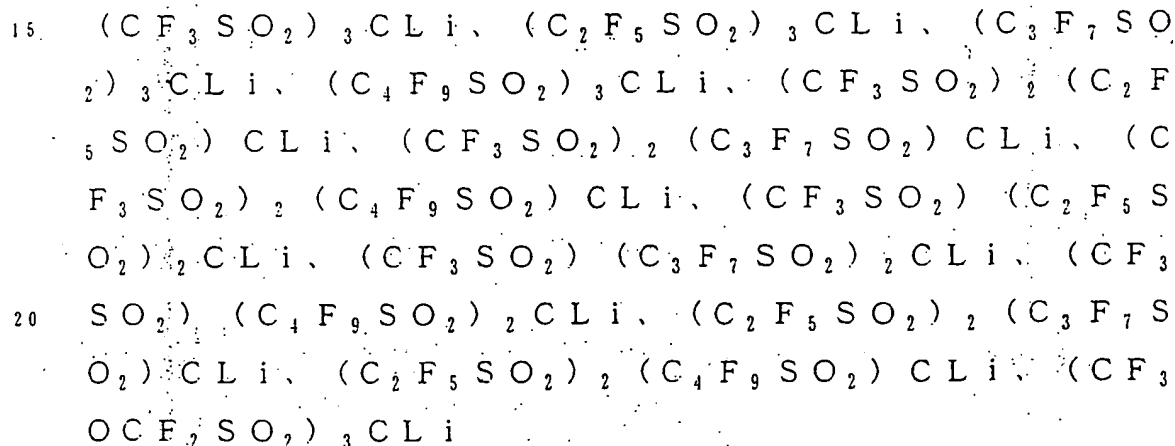 15 (CF₃SO₂)₃CLi、(C₂F₅SO₂)₃CLi、(C₃F₇SO
₂)₃CLi、(C₄F₉SO₂)₃CLi、(CF₃SO₂)₂(C₂F
₅SO₂)CLi、(CF₃SO₂)₂(C₃F₇SO₂)CLi、(C
F₃SO₂)₂(C₄F₉SO₂)CLi、(CF₃SO₂)(C₂F₅S
O₂)₂CLi、(CF₃SO₂)(C₃F₇SO₂)₂CLi、(CF₃
20 SO₂)(C₄F₉SO₂)₂CLi、(C₂F₅SO₂)₂(C₃F₇S
O₂)CLi、(C₂F₅SO₂)₂(C₄F₉SO₂)CLi、(CF₃
OCF₂SO₂)₃CLi